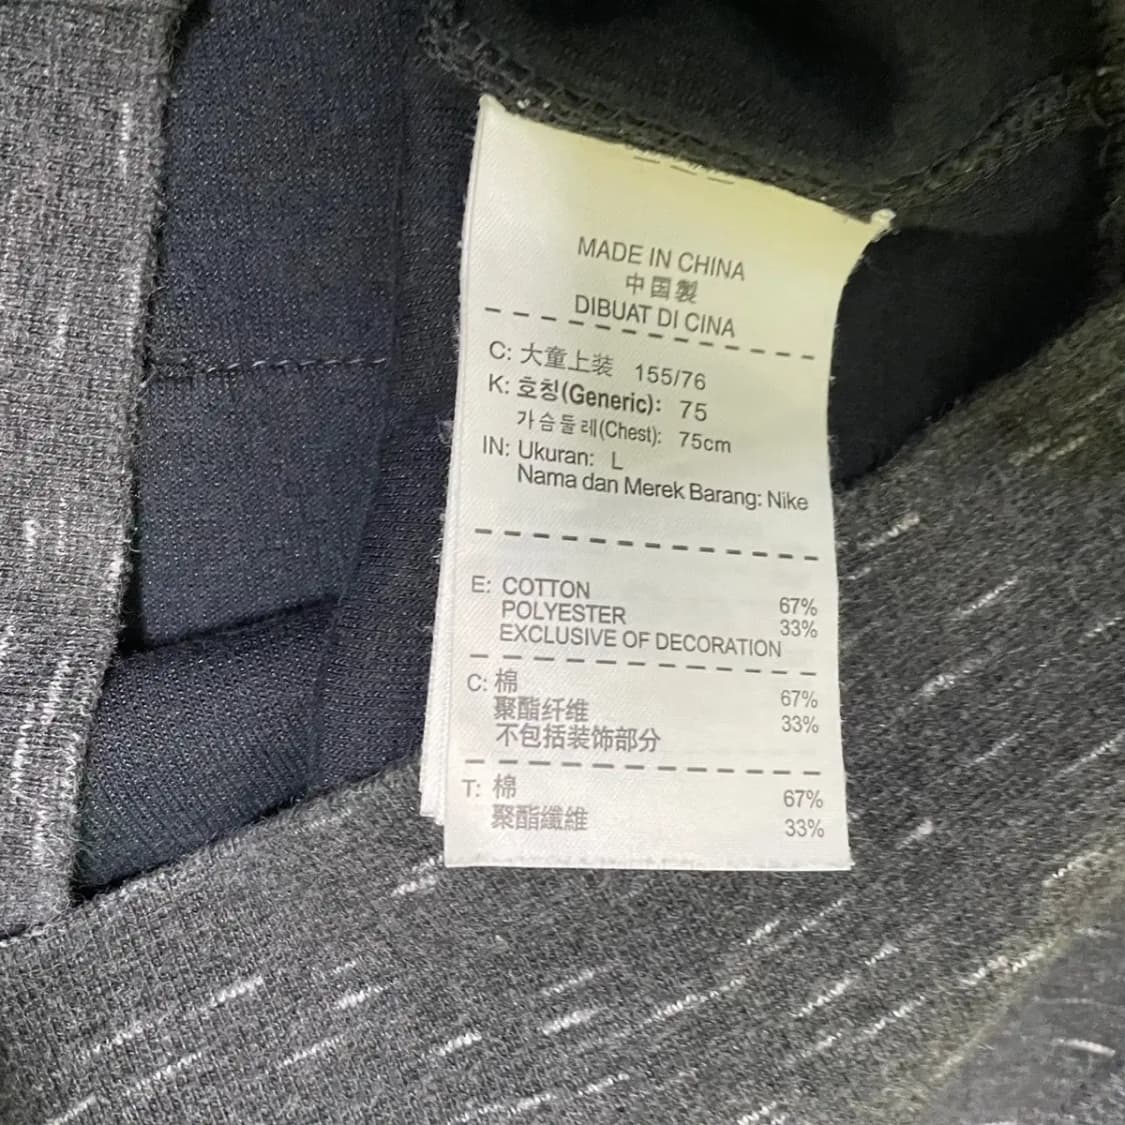 MADE IN CHINA
中国製
DIBUAT DI CINA
C: 大童上装 155/76
K: 호칭(Generic): 75
가슴둘레(Chest): 75cm
IN: Ukuran: L
Nama dan Merek Barang: Nike
E: COTTON 67%
POLYESTER 33%
EXCLUSIVE OF DECORATION
C: 棉 67%
聚酯纤维 33%
不包括装饰部分
T: 棉 67%
聚酯纖維 33%